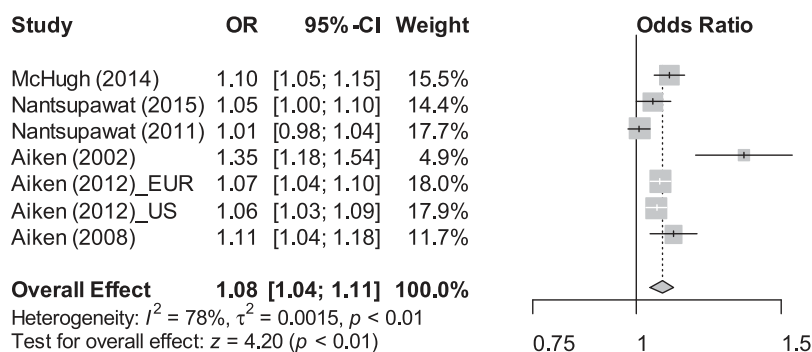 Study OR 95%-CI Weight Odds Ratio
McHugh (2014) 1.10 [1.05; 1.15] 15.5%
Nantsupawat (2015) 1.05 [1.00; 1.10] 14.4%
Nantsupawat (2011) 1.01 [0.98; 1.04] 17.7%
Aiken (2002) 1.35 [1.18; 1.54] 4.9%
Aiken (2012)_EUR 1.07 [1.04; 1.10] 18.0%
Aiken (2012)_US 1.06 [1.03; 1.09] 17.9%
Aiken (2008) 1.11 [1.04; 1.18] 11.7%
Overall Effect 1.08 [1.04; 1.11] 100.0%
Heterogeneity: I² = 78%, τ² = 0.0015, p < 0.01
Test for overall effect: z = 4.20 (p < 0.01)
0.75 1 1.5